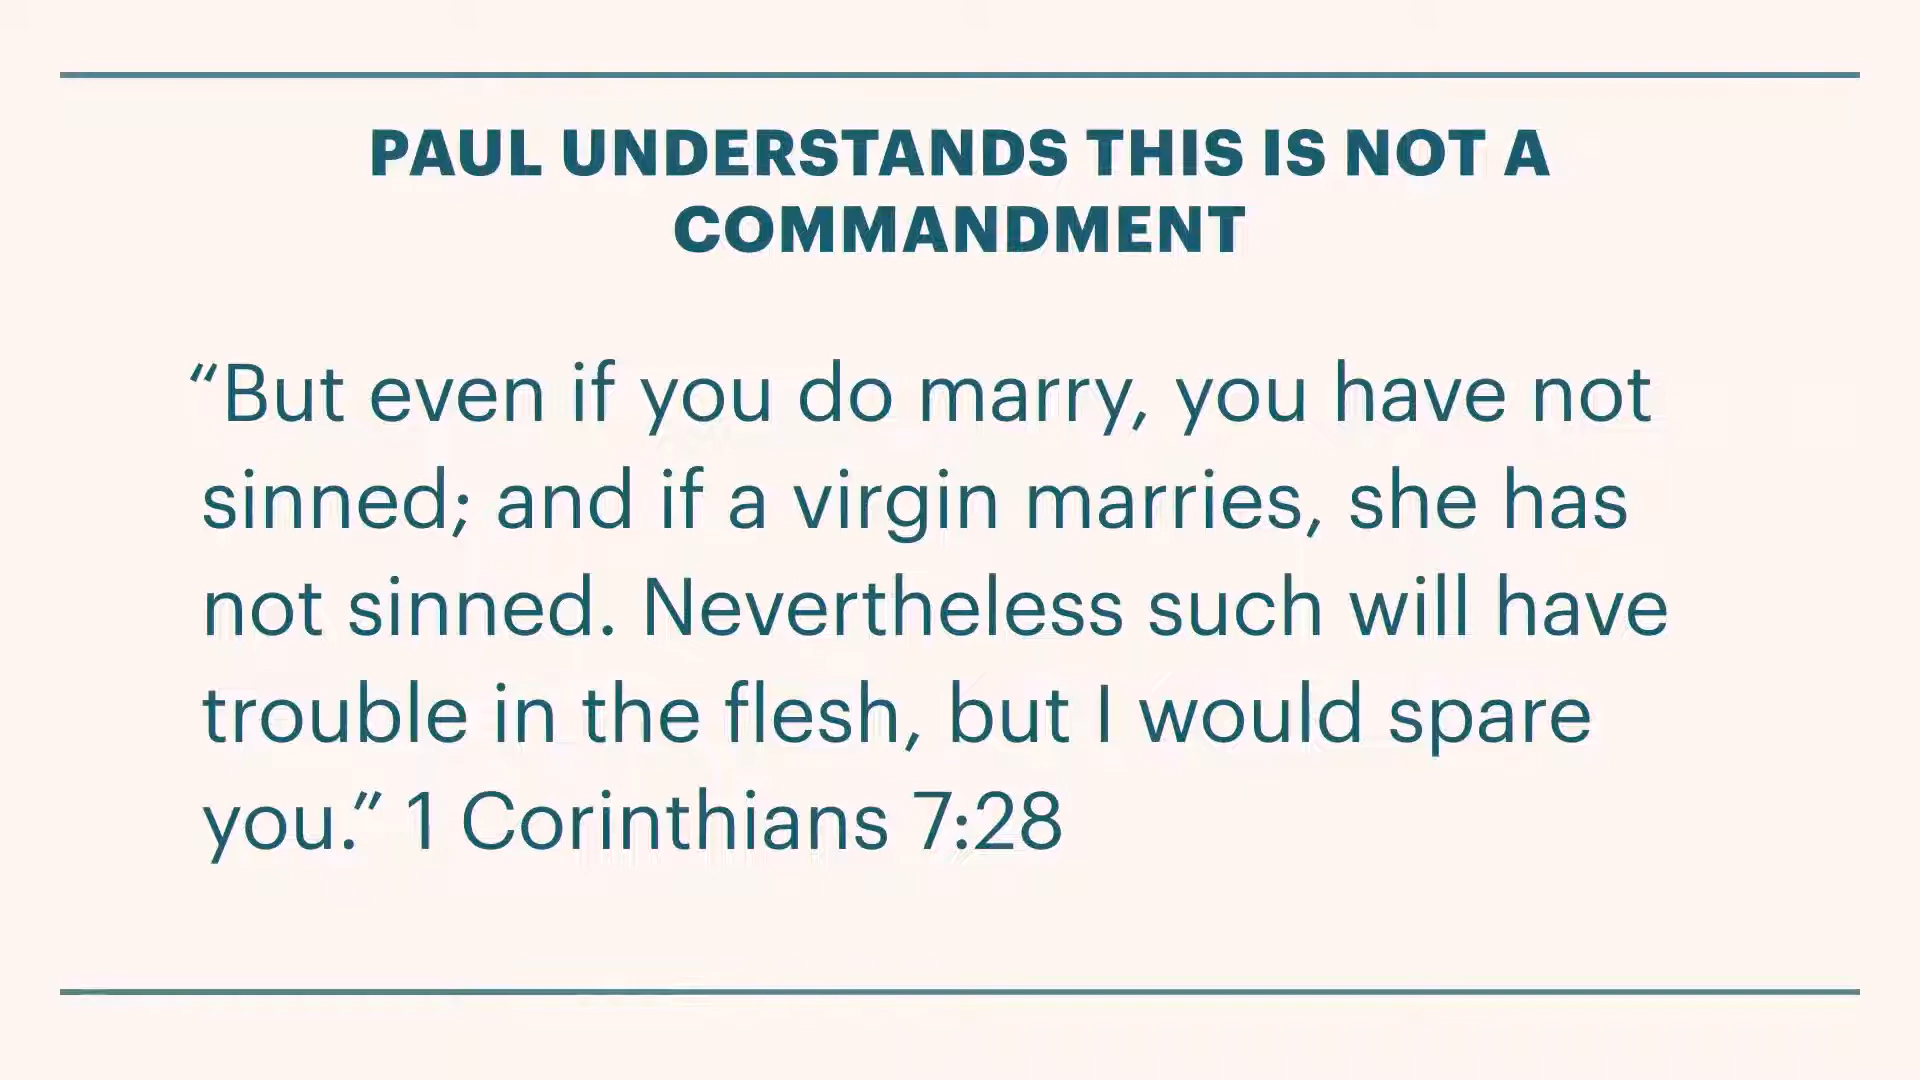 PAUL UNDERSTANDS THIS IS NOT A
COMMANDMENT
“But even if you do marry, you have not
sinned; and if a virgin marries, she has
not sinned. Nevertheless such will have
trouble in the flesh, but I would spare
you.” 1 Corinthians 7:28